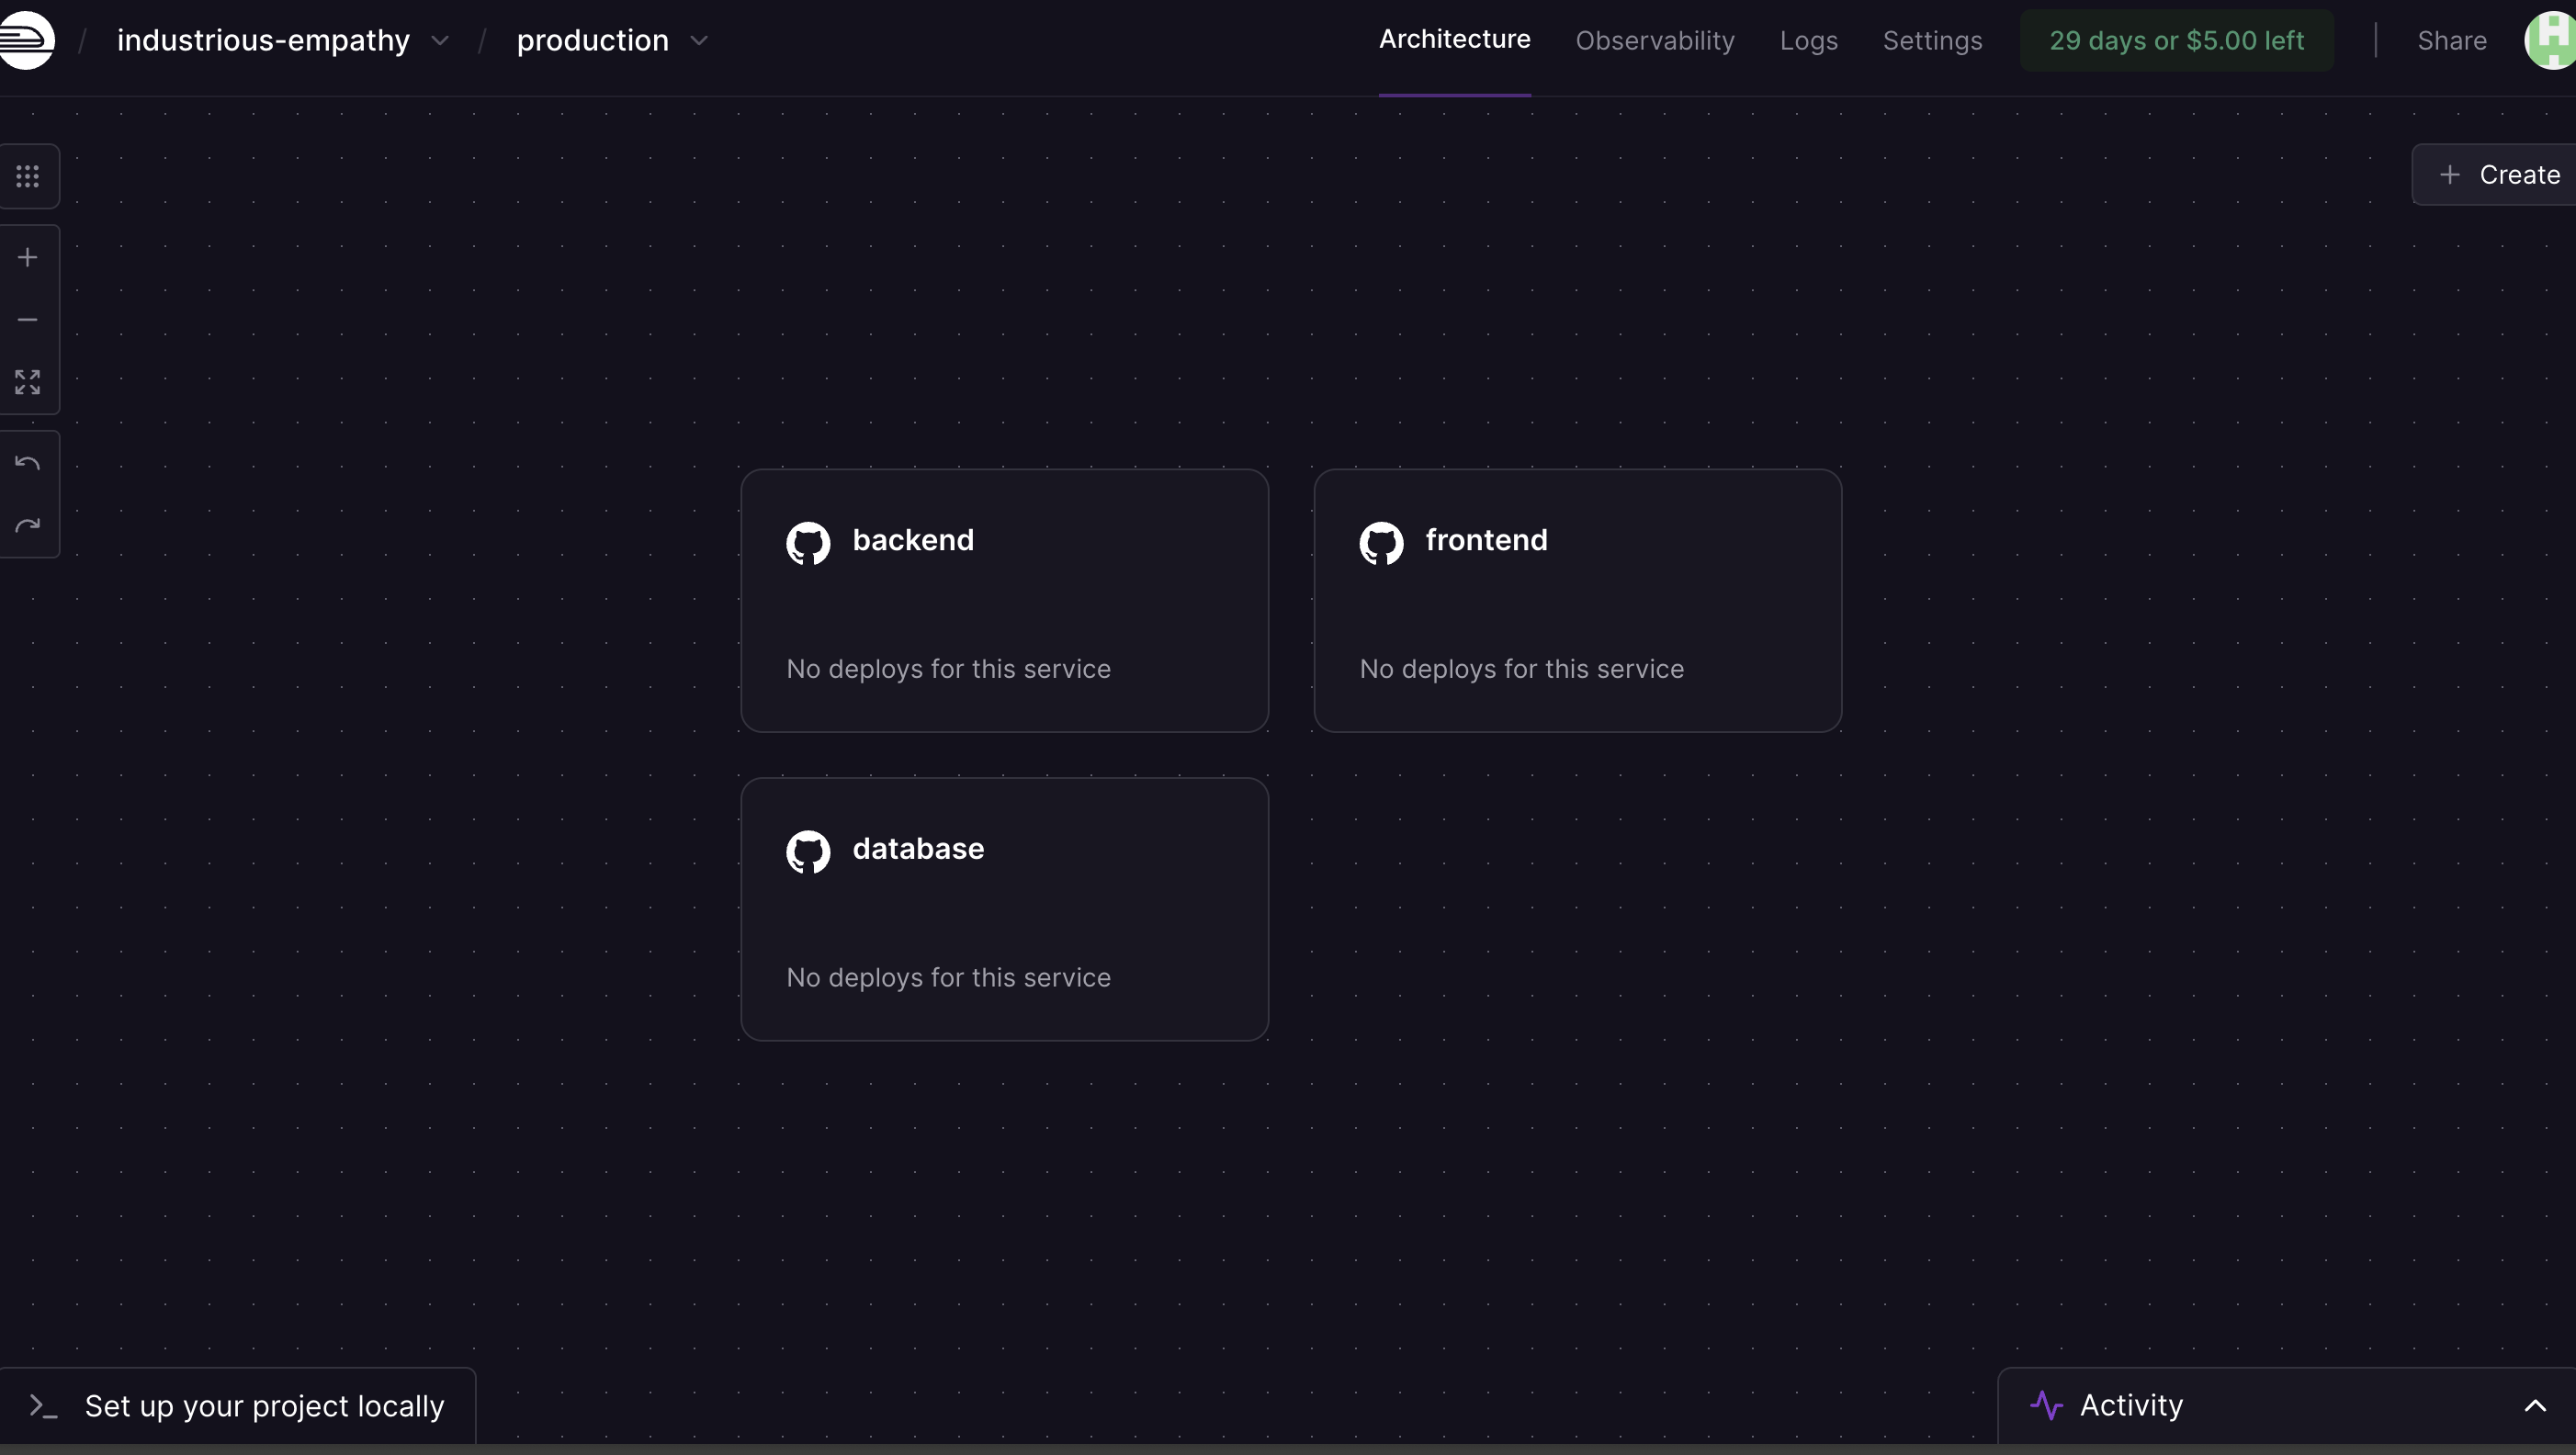 / industrious-empathy / production
Architecture Observability Logs Settings 29 days or $5.00 left Share
+ Create
backend
No deploys for this service
frontend
No deploys for this service
database
No deploys for this service
Set up your project locally
Activity